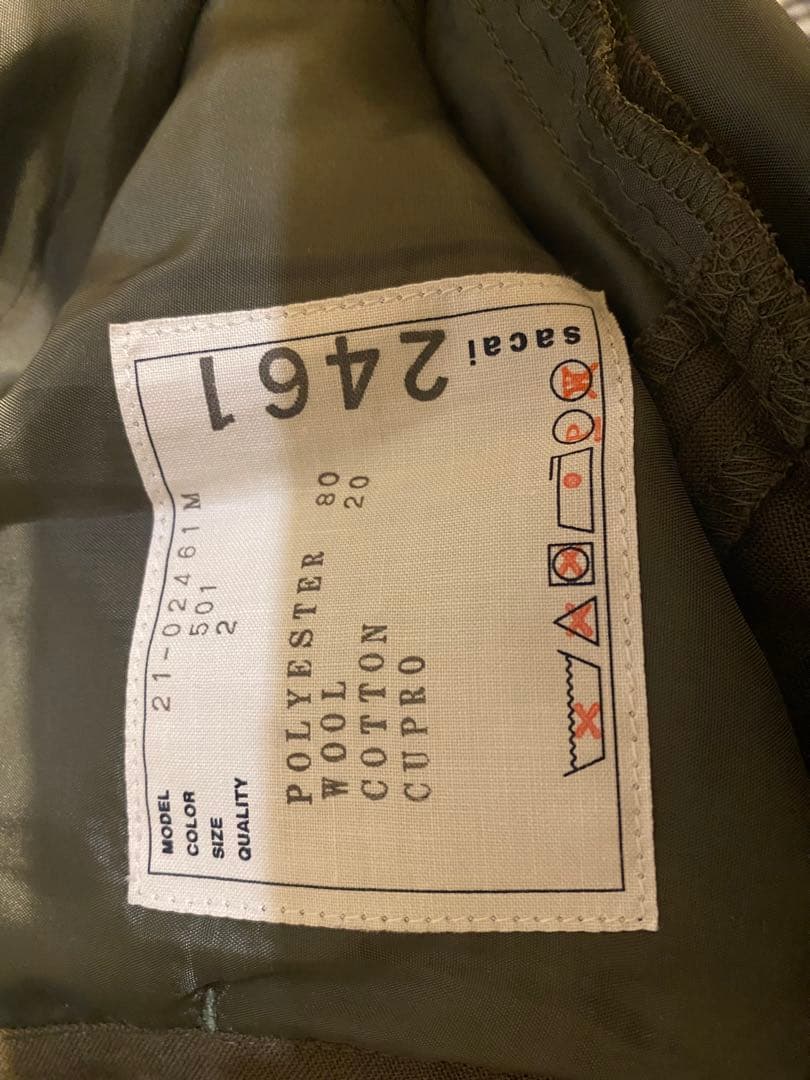 MODEL 21-02461M
COLOR 501
SIZE 2
QUALITY
POLYESTER 80
WOOL 20
COTTON
CUPRO
2461
sacai
P W